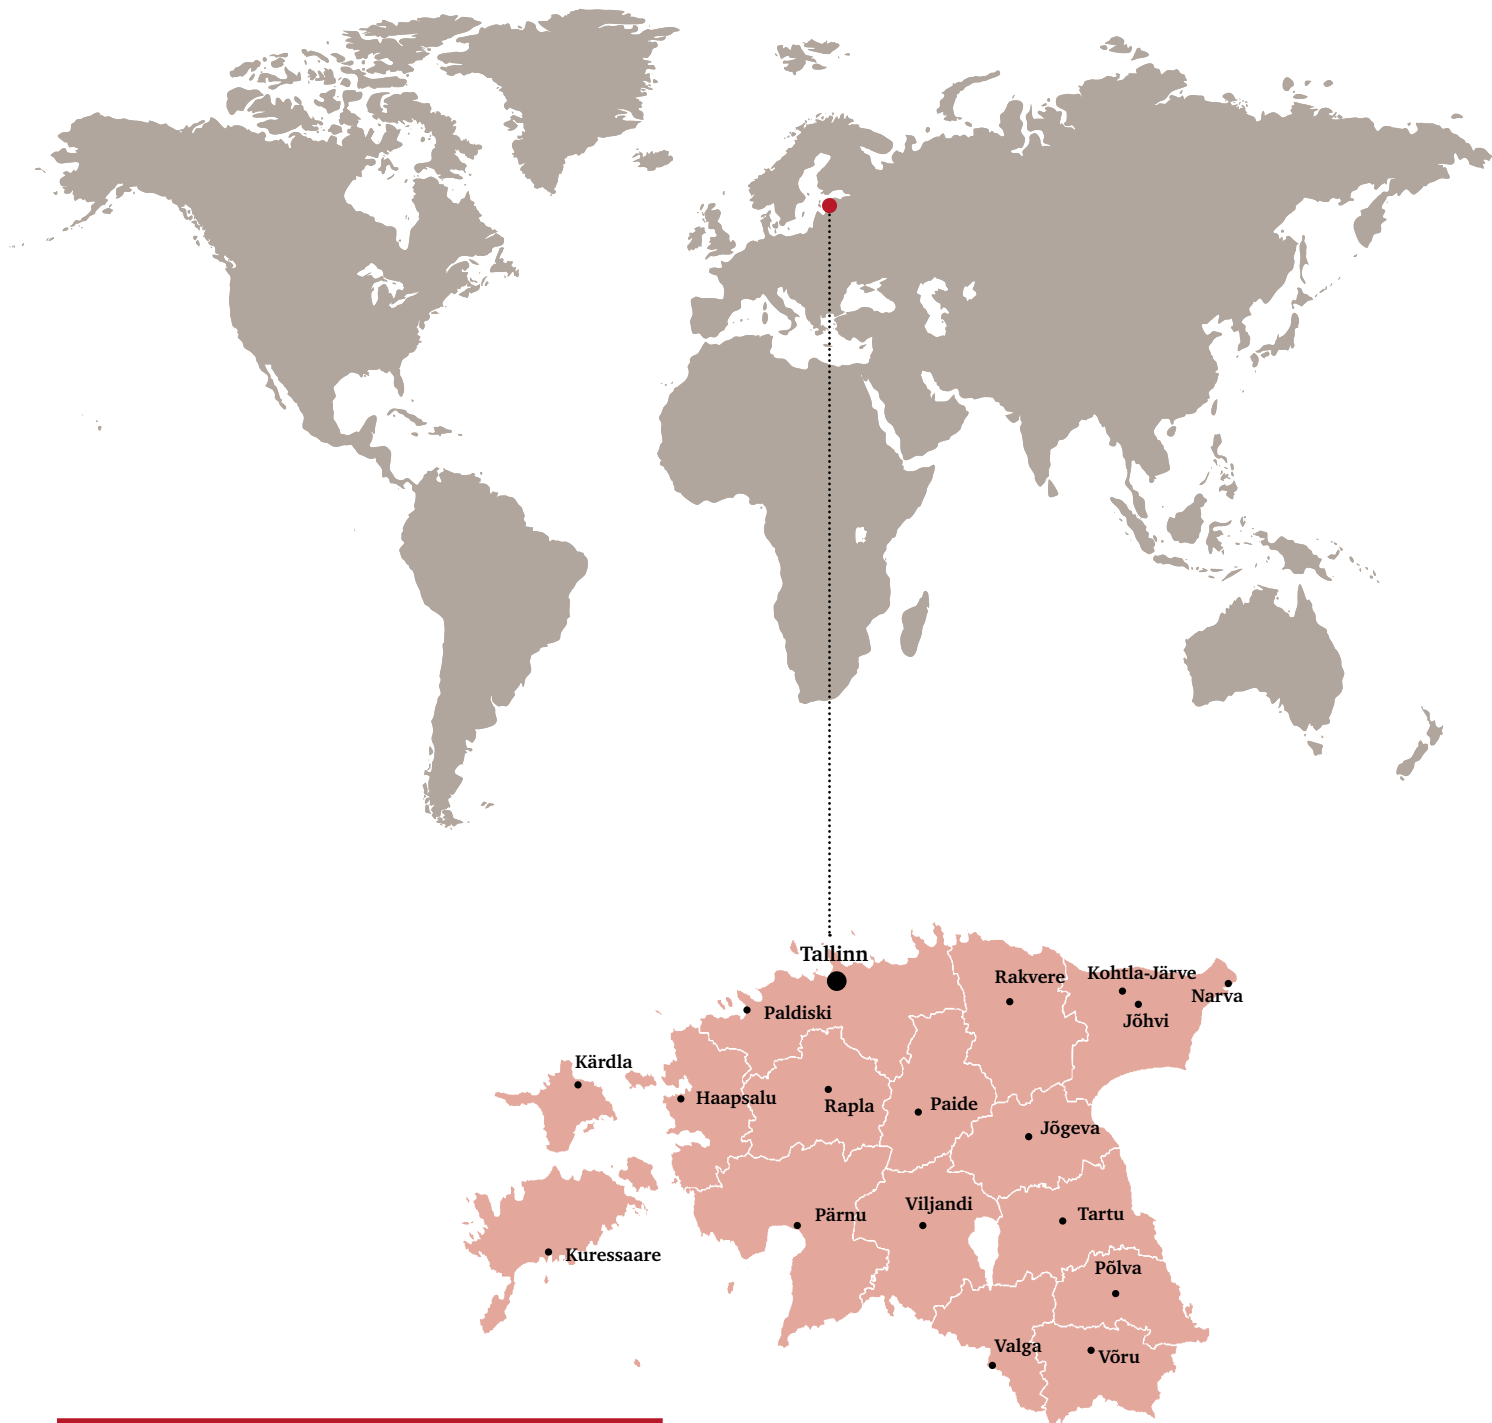 Tallinn
Rakvere
Kohtla-Järve
Narva
Paldiski
Jõhvi
Kärdla
Haapsalu
Rapla
Paide
Jõgeva
Viljandi
Pärnu
Tartu
Kuressaare
Põlva
Valga
Võru